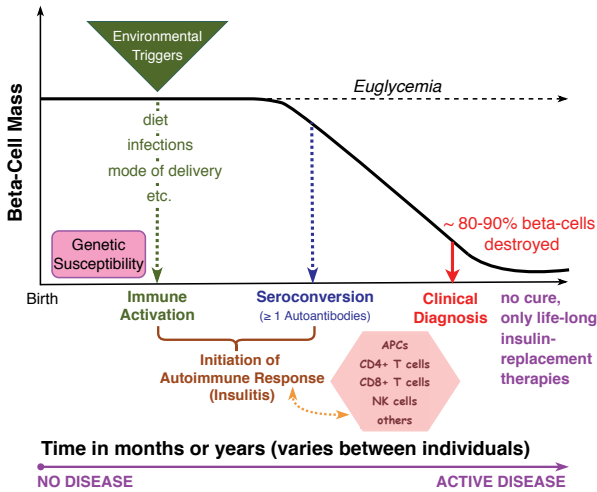 Environmental
Triggers
Euglycemia
Beta-Cell Mass
diet
infections
mode of delivery
etc.
Genetic
Susceptibility
~ 80-90% beta-cells
destroyed
Birth
Immune
Activation
Seroconversion
(≥ 1 Autoantibodies)
Clinical
Diagnosis
no cure,
only life-long
insulin-
replacement
therapies
Initiation of
Autoimmune Response
(Insulitis)
APCs
CD4+ T cells
CD8+ T cells
NK cells
others
Time in months or years (varies between individuals)
NO DISEASE
ACTIVE DISEASE